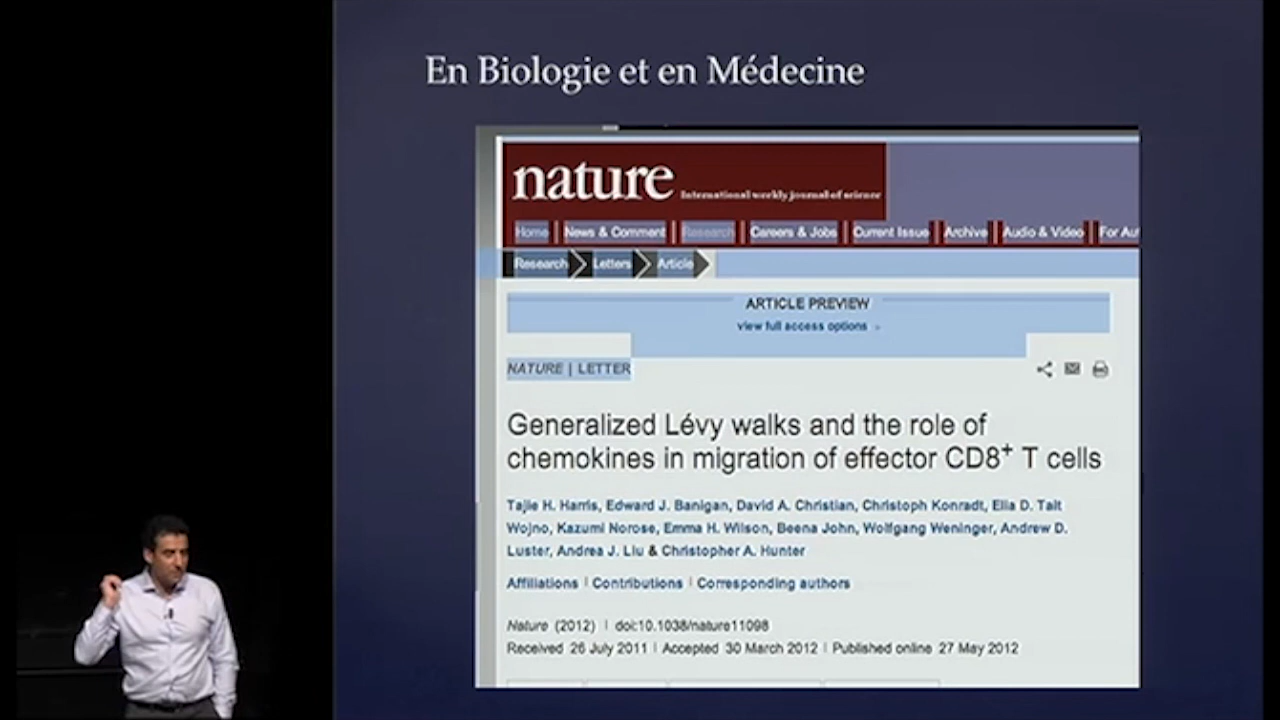 En Biologie et en Médecine
nature International weekly journal of science
Home News & Comment Research Careers & Jobs Current Issue Archive Audio & Video For Au
Research Letters Article
ARTICLE PREVIEW
view full access options
NATURE | LETTER
Generalized Lévy walks and the role of
chemokines in migration of effector CD8⁺ T cells
Tajie H. Harris, Edward J. Banigan, David A. Christian, Christoph Konradt, Elia D. Tait
Wojno, Kazumi Norose, Emma H. Wilson, Beena John, Wolfgang Weninger, Andrew D.
Luster, Andrea J. Liu & Christopher A. Hunter
Affiliations | Contributions | Corresponding authors
Nature (2012) | doi:10.1038/nature11098
Received 26 July 2011 | Accepted 30 March 2012 | Published online 27 May 2012